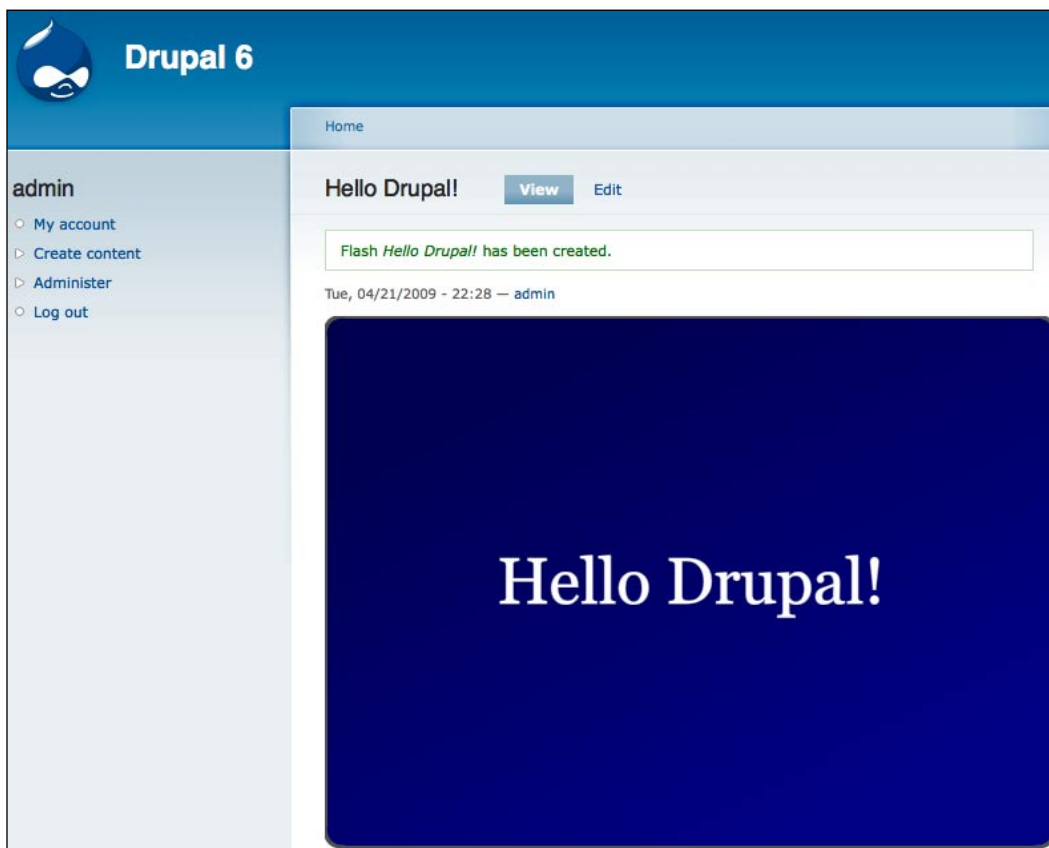 Drupal 6
Home
admin
My account
Create content
Administer
Log out
Hello Drupal!
View
Edit
Flash Hello Drupal! has been created.
Tue, 04/21/2009 - 22:28 — admin
Hello Drupal!